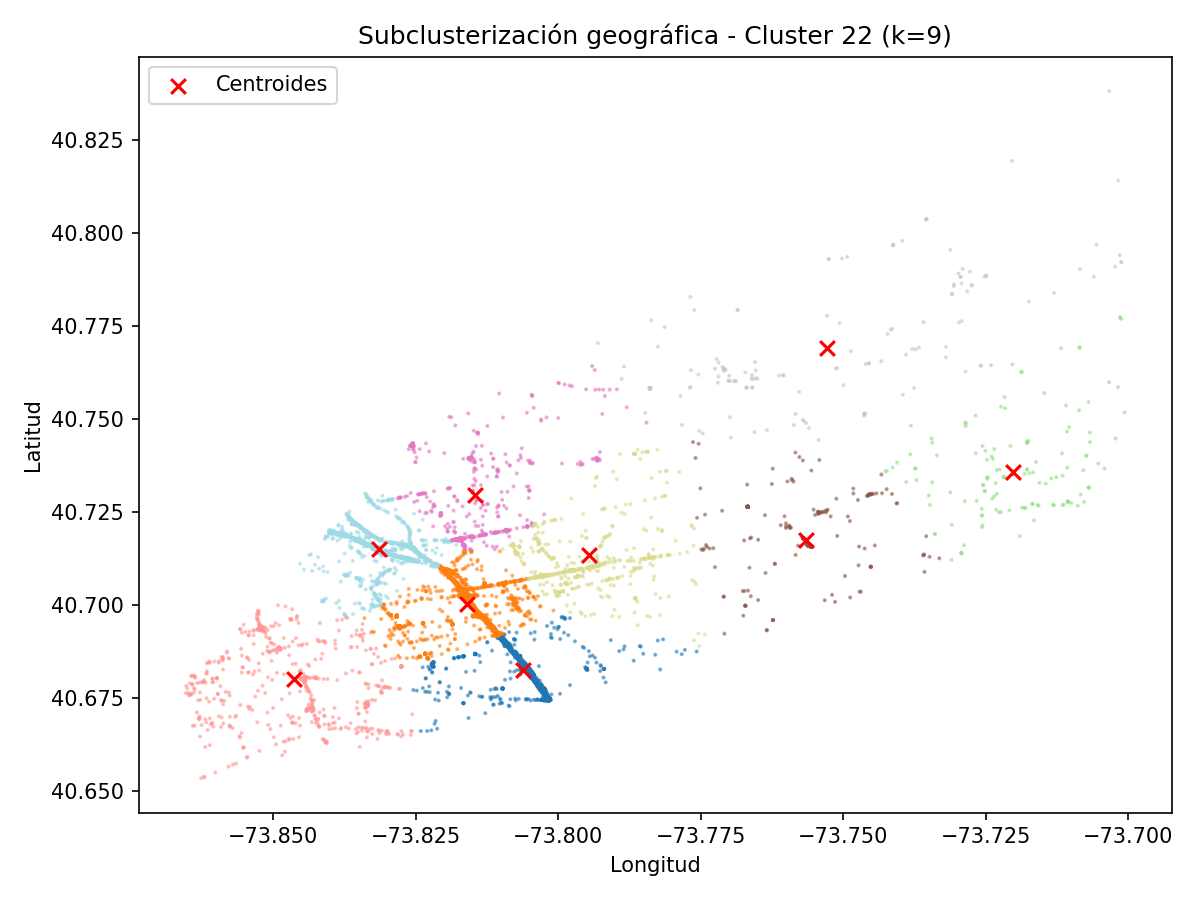 Subclusterización geográfica - Cluster 22 (k=9)
Centroides
Latitud
40.825
40.800
40.775
40.750
40.725
40.700
40.675
40.650
−73.850 −73.825 −73.800 −73.775 −73.750 −73.725 −73.700
Longitud